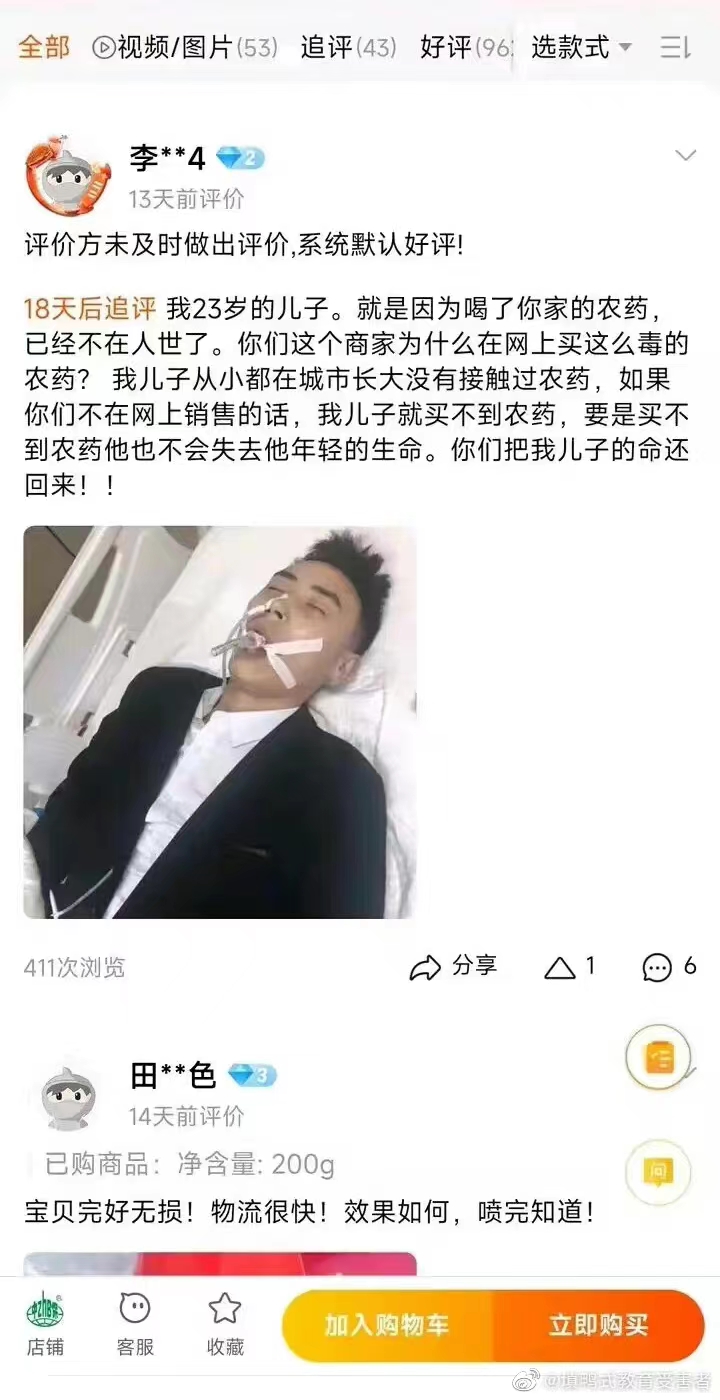 全部 视频/图片(53) 追评(43) 好评(96 选款式
李**4 2
13天前评价
评价方未及时做出评价,系统默认好评!
18天后追评 我23岁的儿子。就是因为喝了你家的农药，
已经不在人世了。你们这个商家为什么在网上买这么毒的
农药？ 我儿子从小都在城市长大没有接触过农药，如果
你们不在网上销售的话，我儿子就买不到农药，要是买不
到农药他也不会失去他年轻的生命。你们把我儿子的命还
回来！！
411次浏览 分享 1 6
田**色 3
14天前评价
已购商品：净含量: 200g
问
宝贝完好无损！物流很快！效果如何，喷完知道！
店铺 客服 收藏 加入购物车 立即购买
@填鸭式教育受害者